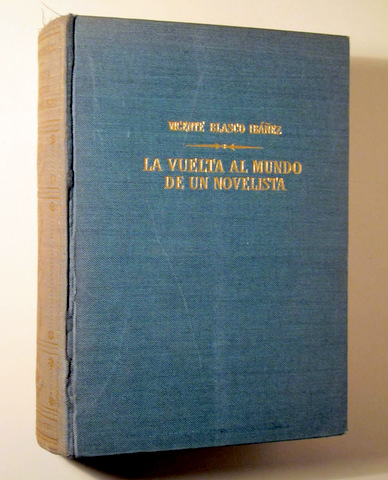 VICENTE BLASCO IBÁÑEZ
LA VUELTA AL MUNDO
DE UN NOVELISTA